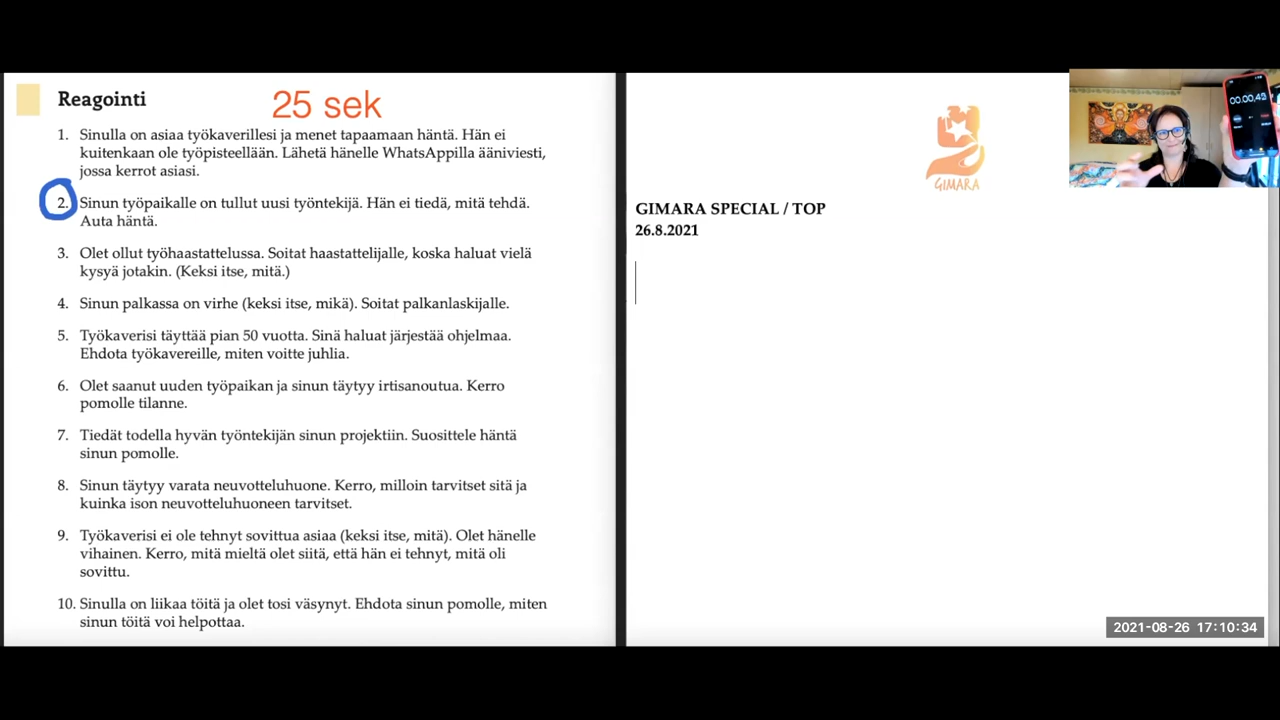 Reagointi
25 sek
1. Sinulla on asiaa työkaverillesi ja menet tapaamaan häntä. Hän ei
kuitenkaan ole työpisteellään. Lähetä hänelle WhatsAppilla ääniviesti,
jossa kerrot asiasi.
2. Sinun työpaikalle on tullut uusi työntekijä. Hän ei tiedä, mitä tehdä.
Auta häntä.
3. Olet ollut työhaastattelussa. Soitat haastattelijalle, koska haluat vielä
kysyä jotakin. (Keksi itse, mitä.)
4. Sinun palkassa on virhe (keksi itse, mikä). Soitat palkanlaskijalle.
5. Työkaverisi täyttää pian 50 vuotta. Sinä haluat järjestää ohjelmaa.
Ehdota työkavereille, miten voitte juhlia.
6. Olet saanut uuden työpaikan ja sinun täytyy irtisanoutua. Kerro
pomolle tilanne.
7. Tiedät todella hyvän työntekijän sinun projektiin. Suosittele häntä
sinun pomolle.
8. Sinun täytyy varata neuvotteluhuone. Kerro, milloin tarvitset sitä ja
kuinka ison neuvotteluhuoneen tarvitset.
9. Työkaverisi ei ole tehnyt sovittua asiaa (keksi itse, mitä). Olet hänelle
vihainen. Kerro, mitä mieltä olet siitä, että hän ei tehnyt, mitä oli
sovittu.
10. Sinulla on liikaa töitä ja olet tosi väsynyt. Ehdota sinun pomolle, miten
sinun töitä voi helpottaa.
GIMARA
GIMARA SPECIAL / TOP
26.8.2021
2021-08-26 17:10:34